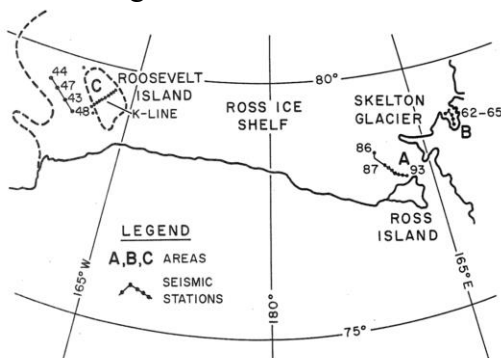 44
47
43
48
C
ROOSEVELT
ISLAND
K-LINE
80°
ROSS ICE
SHELF
SKELTON
GLACIER
62-65
B
86
87
A
93
ROSS
ISLAND
LEGEND
A,B,C AREAS
SEISMIC
STATIONS
165° W
180°
75°
165° E